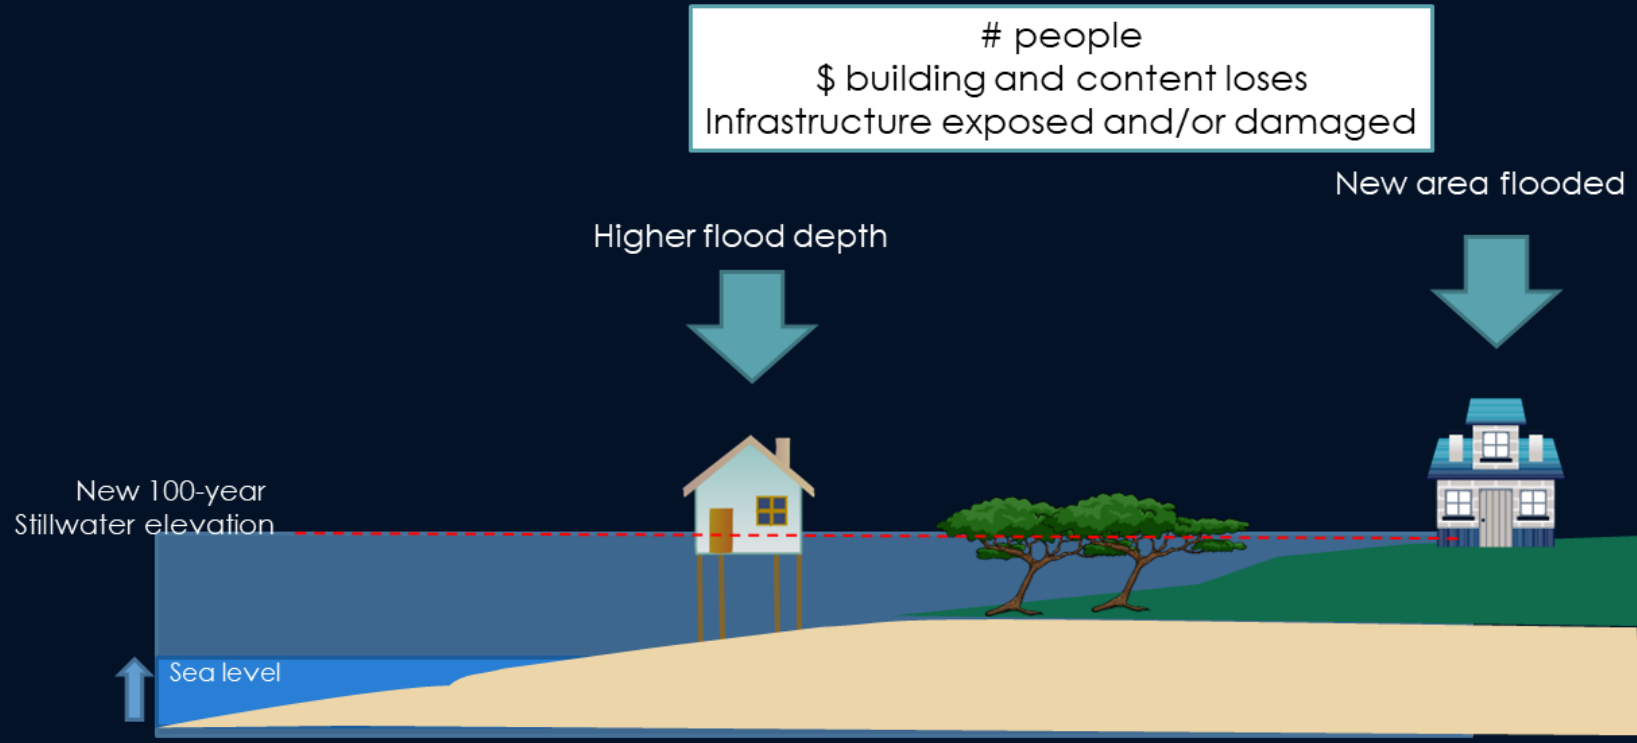 # people
$ building and content loses
Infrastructure exposed and/or damaged
New area flooded
Higher flood depth
New 100-year
Stillwater elevation
Sea level